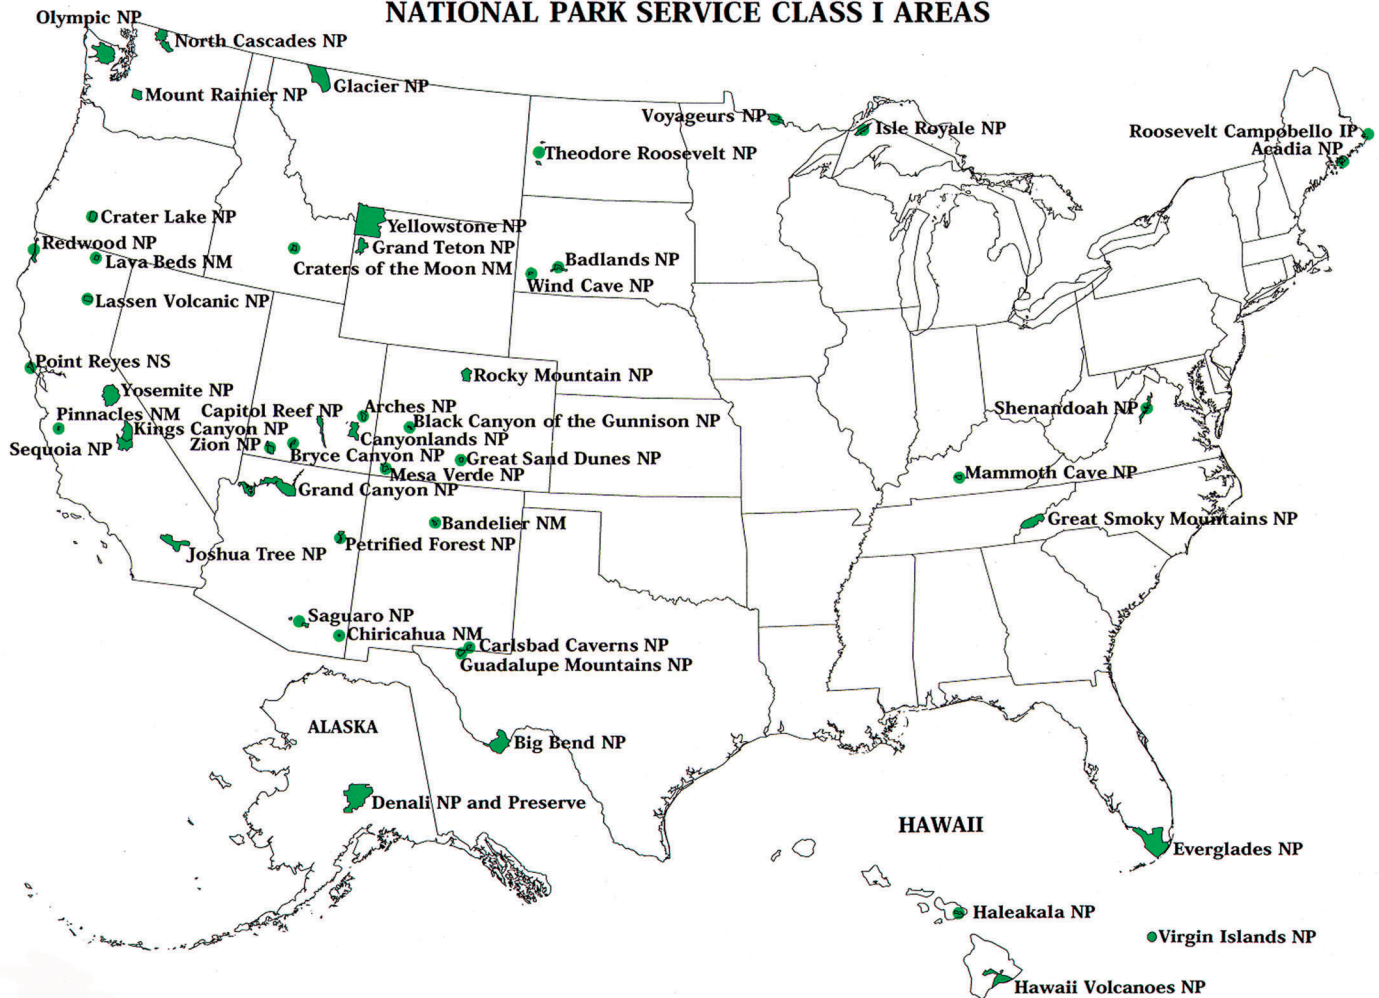 NATIONAL PARK SERVICE CLASS I AREAS
Olympic NP
North Cascades NP
Glacier NP
Mount Rainier NP
Voyageurs NP
Isle Royale NP
Roosevelt Campobello IP
Acadia NP
Theodore Roosevelt NP
Crater Lake NP
Yellowstone NP
Redwood NP
Grand Teton NP
Lava Beds NM
Craters of the Moon NM
Badlands NP
Wind Cave NP
Lassen Volcanic NP
Point Reyes NS
Rocky Mountain NP
Yosemite NP
Pinnacles NM
Capitol Reef NP
Arches NP
Shenandoah NP
Kings Canyon NP
Black Canyon of the Gunnison NP
Sequoia NP
Zion NP
Canyonlands NP
Bryce Canyon NP
Great Sand Dunes NP
Mesa Verde NP
Mammoth Cave NP
Grand Canyon NP
Bandelier NM
Great Smoky Mountains NP
Joshua Tree NP
Petrified Forest NP
Saguaro NP
Chiricahua NM
Carlsbad Caverns NP
Guadalupe Mountains NP
ALASKA
Big Bend NP
Denali NP and Preserve
HAWAII
Everglades NP
Haleakala NP
Virgin Islands NP
Hawaii Volcanoes NP